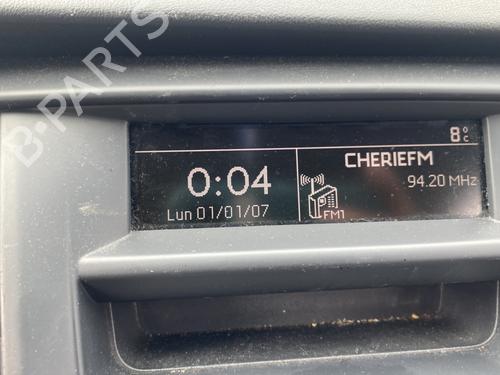 B-PARTS
8°C
CHERIEFM
0:04
94.20 MHz
Lun 01/01/07
FM1